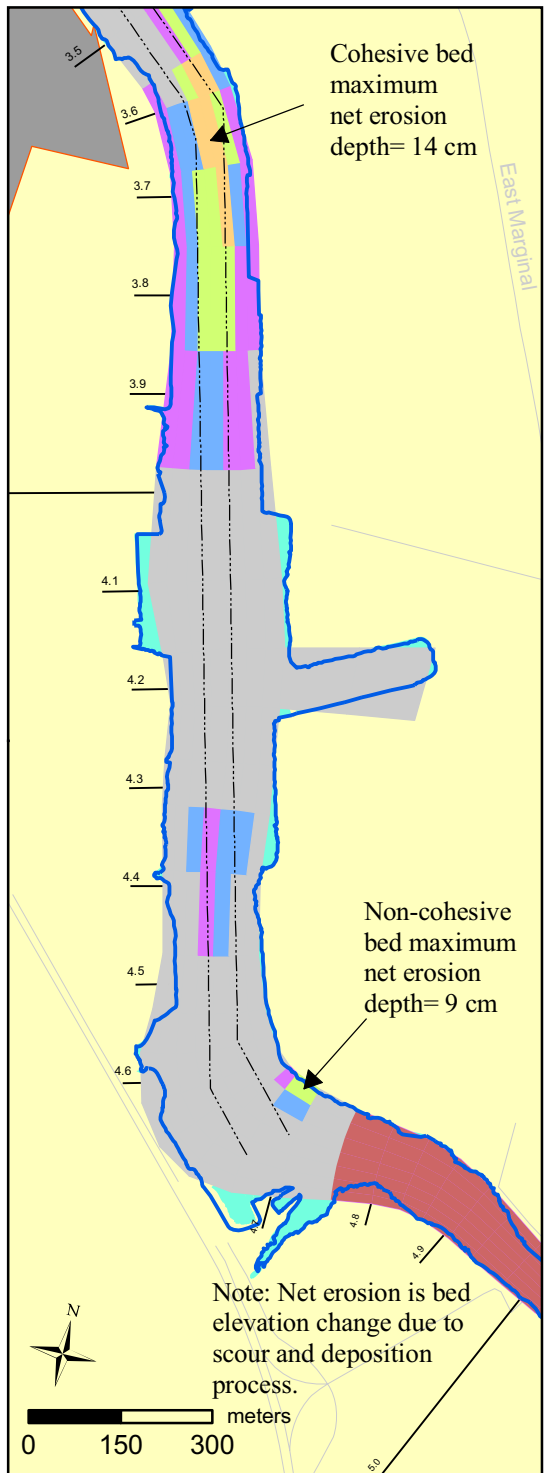 3.5
Cohesive bed
maximum
net erosion
depth= 14 cm
3.6
East Marginal
3.7
3.8
3.9
4.1
4.2
4.3
4.4
Non-cohesive
bed maximum
net erosion
depth= 9 cm
4.5
4.6
4.7
4.8
4.9
Note: Net erosion is bed
elevation change due to
scour and deposition
process.
N
meters
0 150 300
5.0